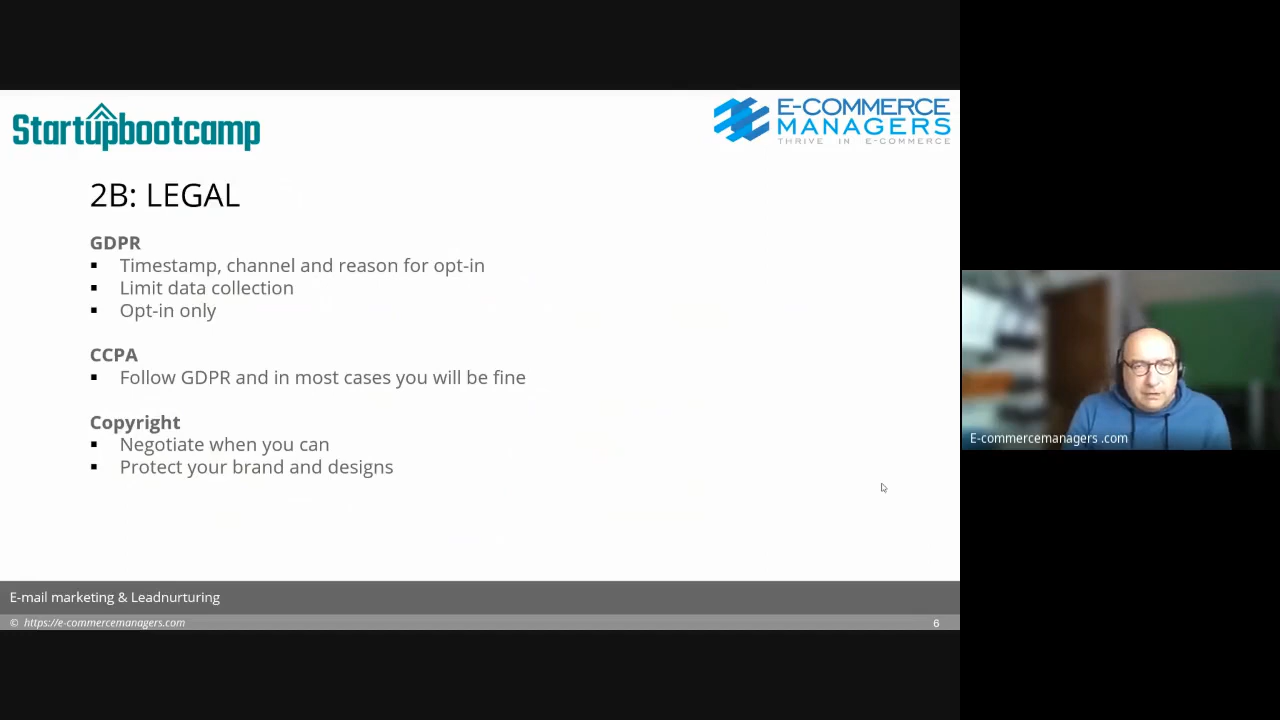 Startupbootcamp
E-COMMERCE
MANAGERS
THRIVE IN E-COMMERCE
2B: LEGAL
GDPR
▪ Timestamp, channel and reason for opt-in
▪ Limit data collection
▪ Opt-in only
CCPA
▪ Follow GDPR and in most cases you will be fine
Copyright
▪ Negotiate when you can
▪ Protect your brand and designs
E-commercemanagers .com
E-mail marketing & Leadnurturing
© https://e-commercemanagers.com
6